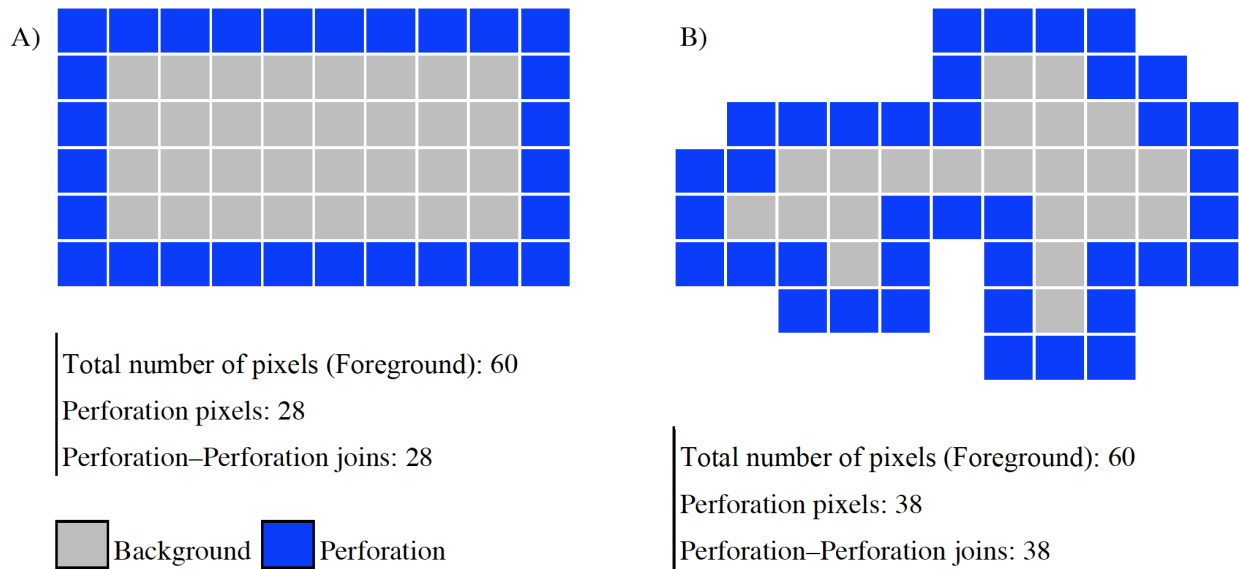 A)
B)
Total number of pixels (Foreground): 60
Perforation pixels: 28
Perforation–Perforation joins: 28
Total number of pixels (Foreground): 60
Perforation pixels: 38
Perforation–Perforation joins: 38
Background
Perforation